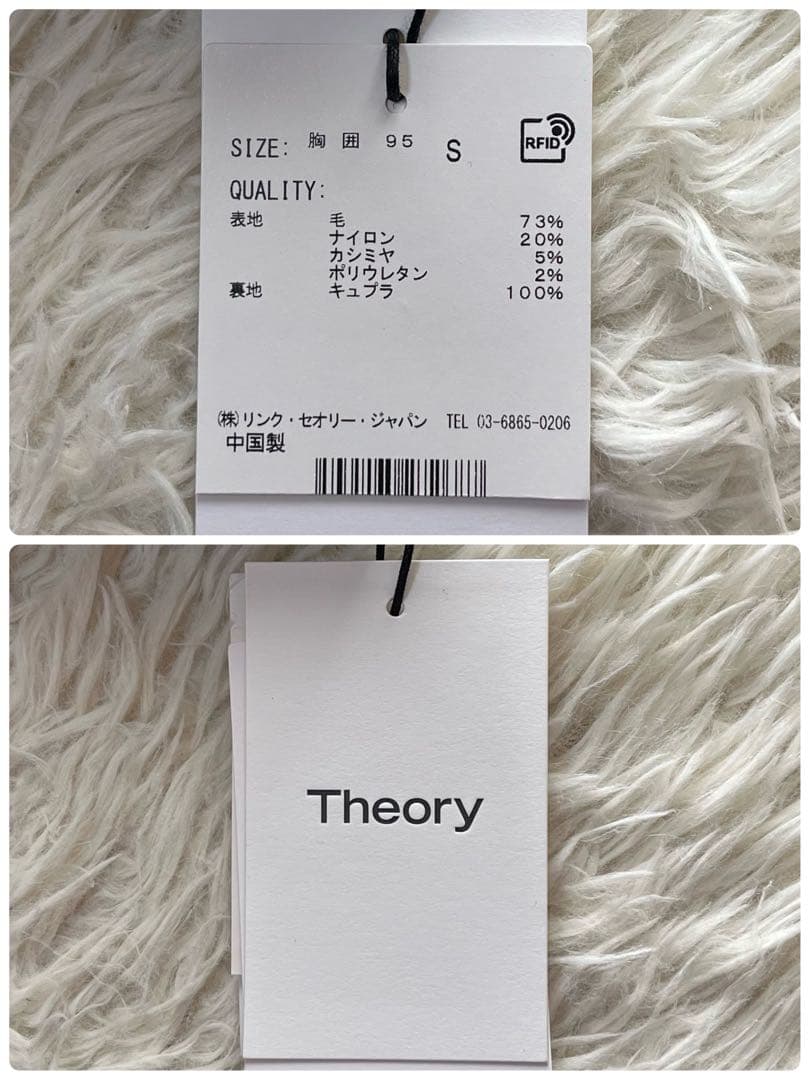 SIZE: 胸囲 95 S
RFID
QUALITY:
表地 毛 73%
ナイロン 20%
カシミヤ 5%
ポリウレタン 2%
裏地 キュプラ 100%
(株)リンク・セオリー・ジャパン TEL 03-6865-0206
中国製
Theory